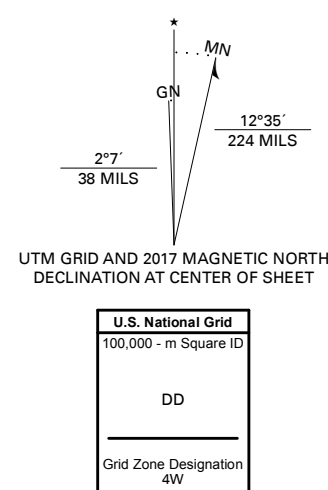 ★
MN
GN
12°35´
224 MILS
2°7´
38 MILS
UTM GRID AND 2017 MAGNETIC NORTH
DECLINATION AT CENTER OF SHEET
U.S. National Grid
100,000 - m Square ID
DD
Grid Zone Designation
4W